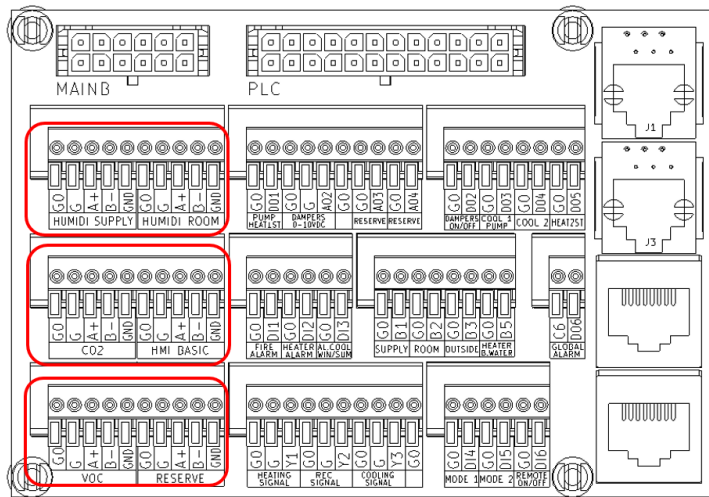 MAINB PLC
J1
G0 G A+ B- GND G0 G A+ B- GND
HUMIDI SUPPLY HUMIDI ROOM
G0 DO1 G0 G AO2 G0 G0 AO3 G0 AO4
PUMP HEAT1ST DAMPERS 0-10VDC RESERVE RESERVE
G0 DO2 G0 DO3 G0 DO4 G0 DO5
DAMPERS ON/OFF COOL 1 PUMP COOL 2 HEAT2ST
J3
G0 G A+ B- GND G0 G A+ B- GND
CO2 HMI BASIC
G0 DI1 G0 DI2 G0 DI3
FIRE ALARM HEATER ALARM AL.COOL WIN/SUM
G0 B1 G0 B2 G0 B3 G0 B5
SUPPLY ROOM OUTSIDE HEATER B.WATER
C6 DO6
GLOBAL ALARM
G0 G A+ B- GND G0 G A+ B- GND
VOC RESERVE
G0 G Y1 G0 G Y2 G0 G Y3 G0
HEATING SIGNAL REC SIGNAL COOLING SIGNAL
G0 DI4 G0 DI5 G0 DI6
MODE 1 MODE 2 REMOTE ON/OFF